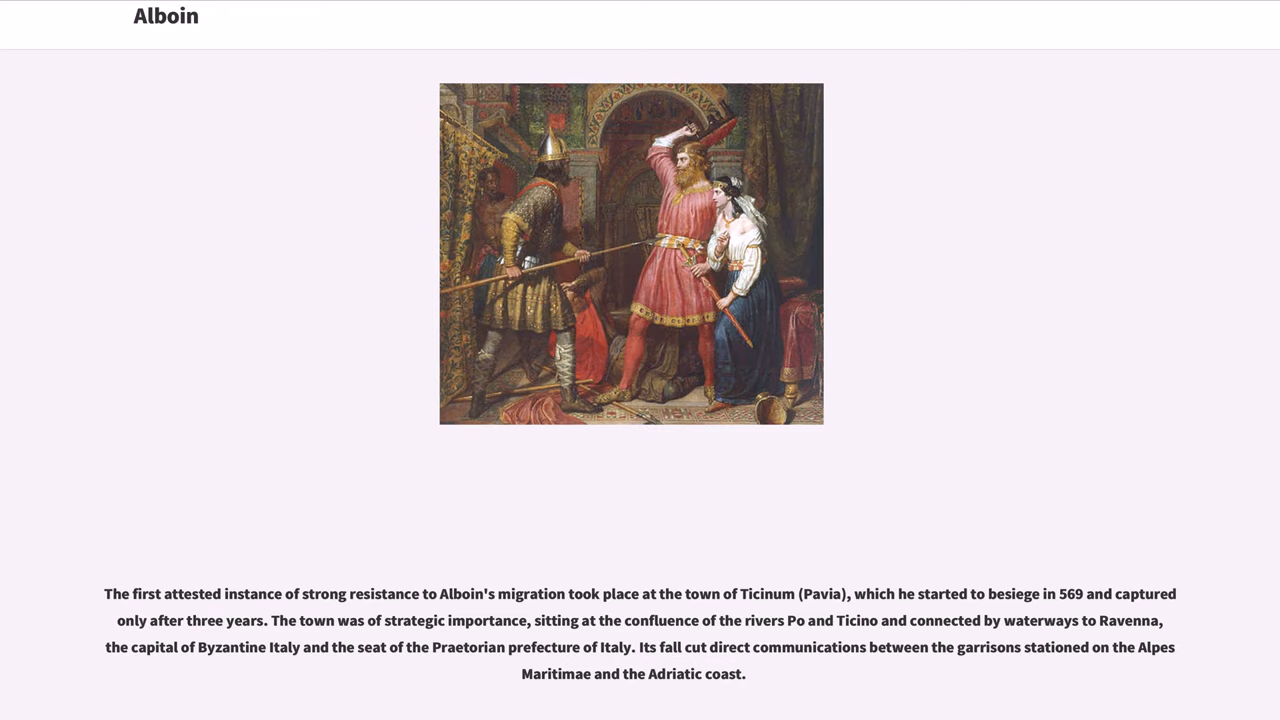 Alboin
The first attested instance of strong resistance to Alboin's migration took place at the town of Ticinum (Pavia), which he started to besiege in 569 and captured
only after three years. The town was of strategic importance, sitting at the confluence of the rivers Po and Ticino and connected by waterways to Ravenna,
the capital of Byzantine Italy and the seat of the Praetorian prefecture of Italy. Its fall cut direct communications between the garrisons stationed on the Alpes
Maritimae and the Adriatic coast.